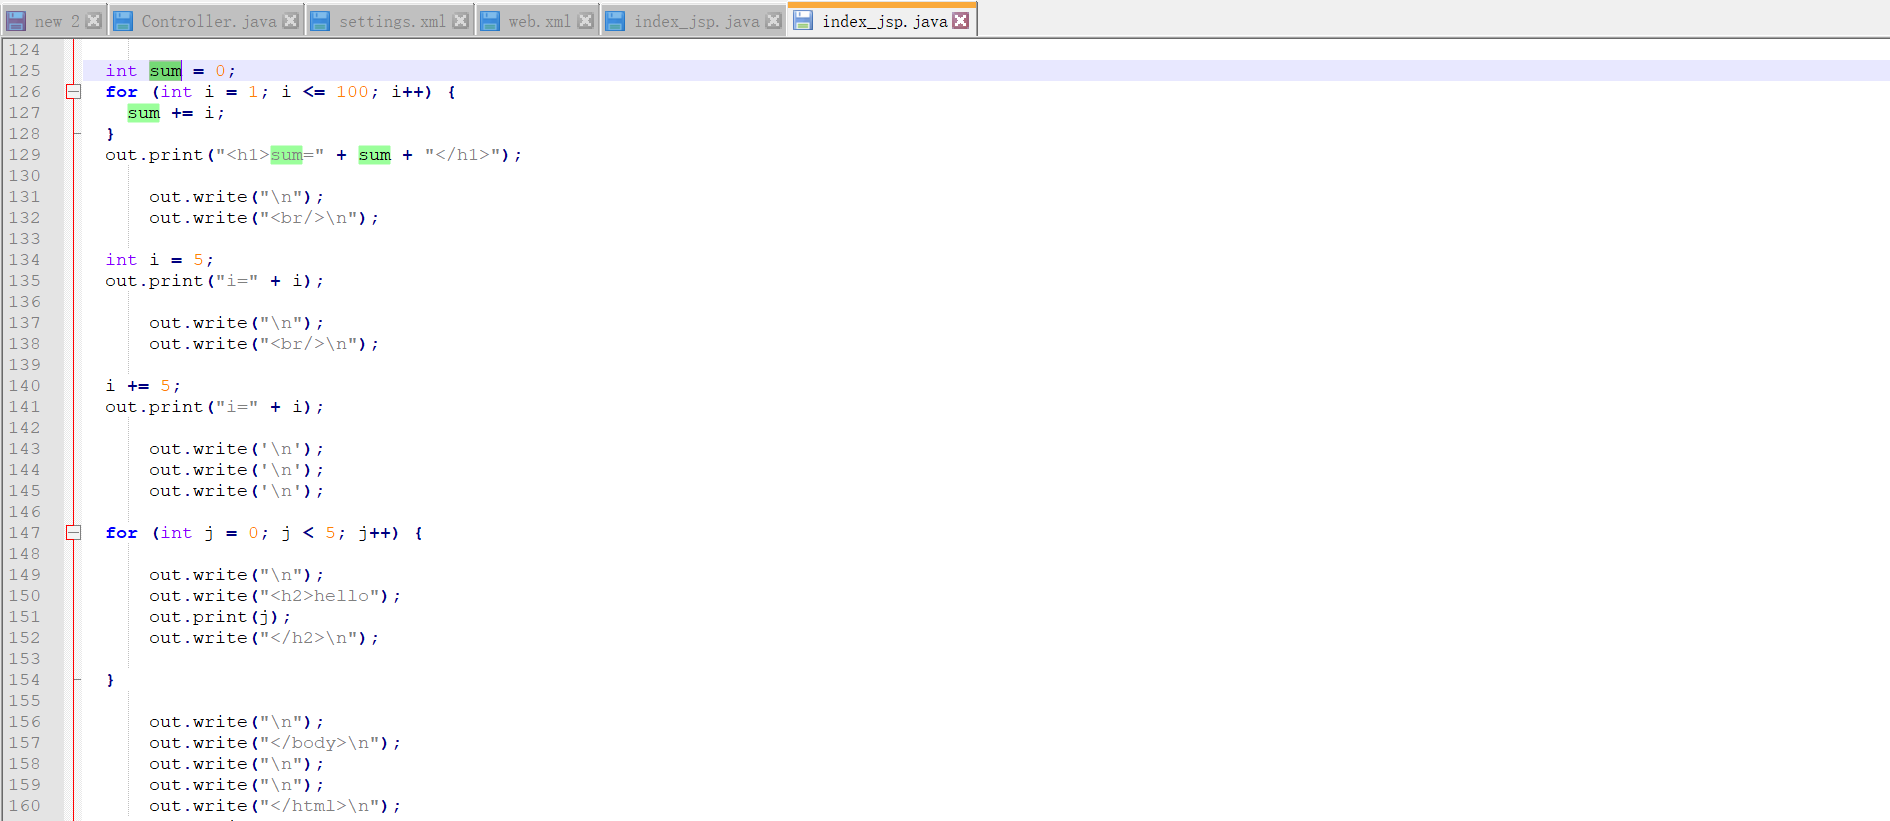 new 2 Controller.java settings.xml web.xml index_jsp.java index_jsp.java
124
125 int sum = 0;
126 for (int i = 1; i <= 100; i++) {
127 sum += i;
128 }
129 out.print("<h1>sum=" + sum + "</h1>");
130
131 out.write("\n");
132 out.write("<br/>\n");
133
134 int i = 5;
135 out.print("i=" + i);
136
137 out.write("\n");
138 out.write("<br/>\n");
139
140 i += 5;
141 out.print("i=" + i);
142
143 out.write('\n');
144 out.write('\n');
145 out.write('\n');
146
147 for (int j = 0; j < 5; j++) {
148
149 out.write("\n");
150 out.write("<h2>hello");
151 out.print(j);
152 out.write("</h2>\n");
153
154 }
155
156 out.write("\n");
157 out.write("</body>\n");
158 out.write("\n");
159 out.write("\n");
160 out.write("</html>\n");